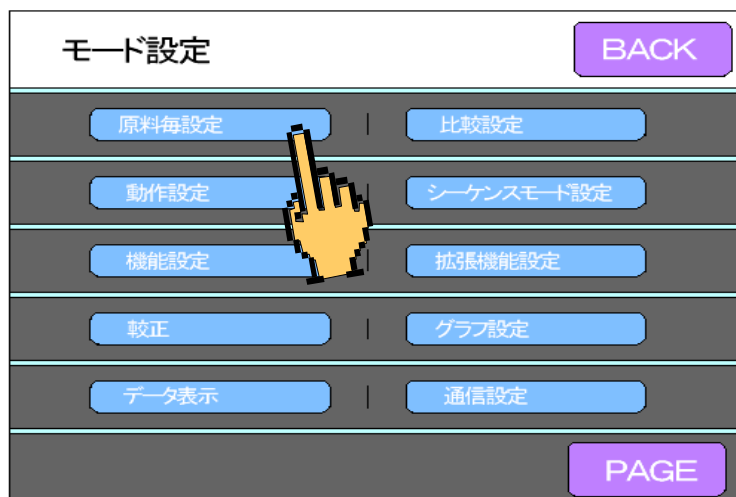 モード設定 BACK
原料毎設定 比較設定
動作設定 シーケンスモード設定
機能設定 拡張機能設定
較正 グラフ設定
データ表示 通信設定
PAGE